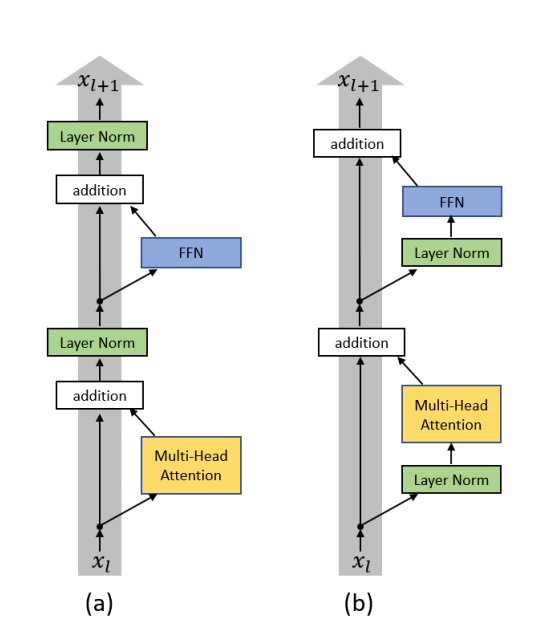 x_{l+1}
Layer Norm
addition
FFN
Layer Norm
addition
Multi-Head
Attention
x_l
(a)
x_{l+1}
addition
FFN
Layer Norm
addition
Multi-Head
Attention
Layer Norm
x_l
(b)